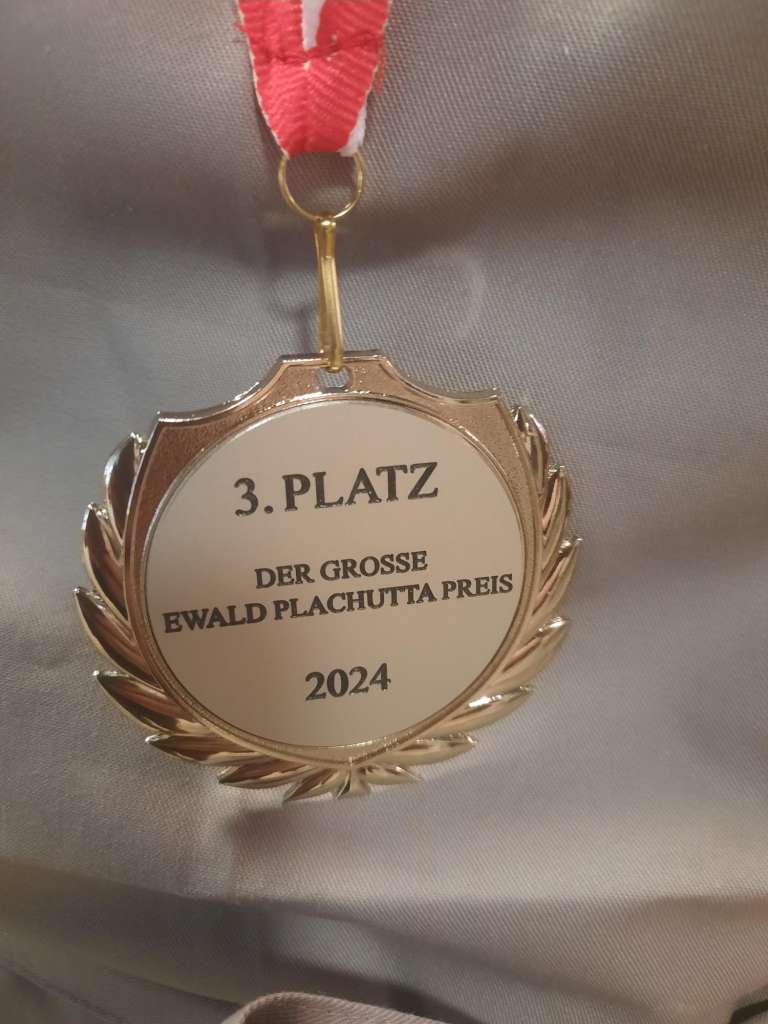 3. PLATZ
DER GROSSE
EWALD PLACHUTTA PREIS
2024